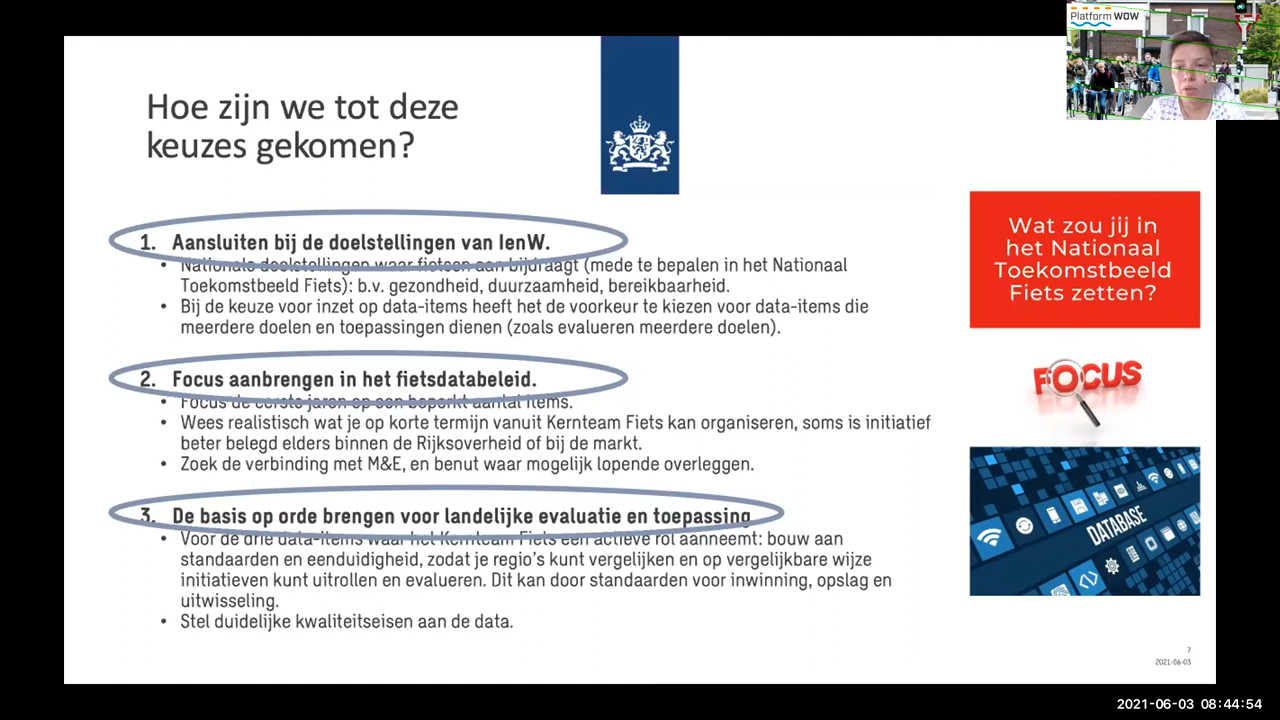 Platform WOW
Hoe zijn we tot deze
keuzes gekomen?
1. Aansluiten bij de doelstellingen van IenW.
• Nationale doelstellingen waar fietsen aan bijdraagt (mede te bepalen in het Nationaal
Toekomstbeeld Fiets): b.v. gezondheid, duurzaamheid, bereikbaarheid.
• Bij de keuze voor inzet op data-items heeft het de voorkeur te kiezen voor data-items die
meerdere doelen en toepassingen dienen (zoals evalueren meerdere doelen).
2. Focus aanbrengen in het fietsdatabeleid.
• Focus de eerste jaren op een beperkt aantal items.
• Wees realistisch wat je op korte termijn vanuit Kernteam Fiets kan organiseren, soms is initiatief
beter belegd elders binnen de Rijksoverheid of bij de markt.
• Zoek de verbinding met M&E, en benut waar mogelijk lopende overleggen.
3. De basis op orde brengen voor landelijke evaluatie en toepassing
• Voor de drie data-items waar het Kernteam Fiets een actieve rol aanneemt: bouw aan
standaarden en eenduidigheid, zodat je regio's kunt vergelijken en op vergelijkbare wijze
initiatieven kunt uitrollen en evalueren. Dit kan door standaarden voor inwinning, opslag en
uitwisseling.
• Stel duidelijke kwaliteitseisen aan de data.
Wat zou jij in
het Nationaal
Toekomstbeeld
Fiets zetten?
FOCUS
DATABASE
7
2021-06-03
2021-06-03 08:44:54